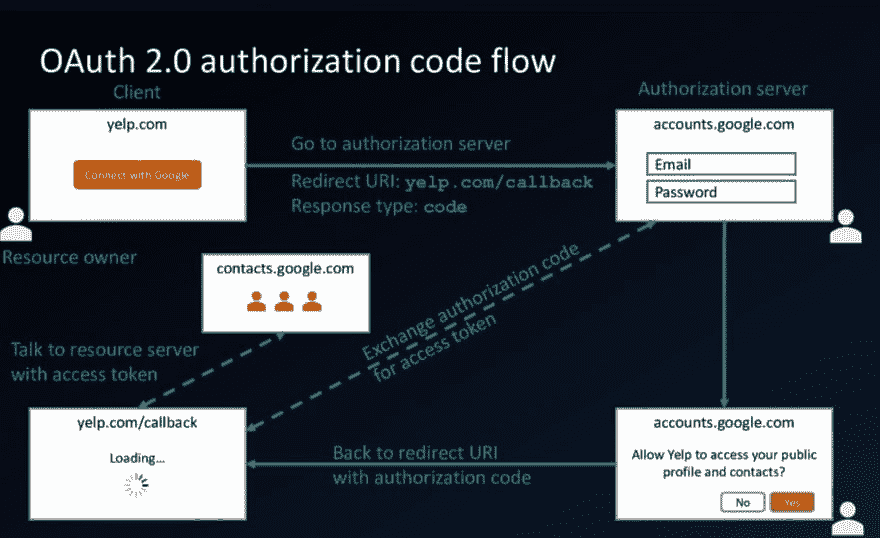 OAuth 2.0 authorization code flow
Client
yelp.com
Connect with Google
Go to authorization server
Redirect URI: yelp.com/callback
Response type: code
Authorization server
accounts.google.com
Email
Password
Resource owner
contacts.google.com
Exchange authorization code
for access token
Talk to resource server
with access token
yelp.com/callback
Loading...
Back to redirect URI
with authorization code
accounts.google.com
Allow Yelp to access your public
profile and contacts?
No
Yes